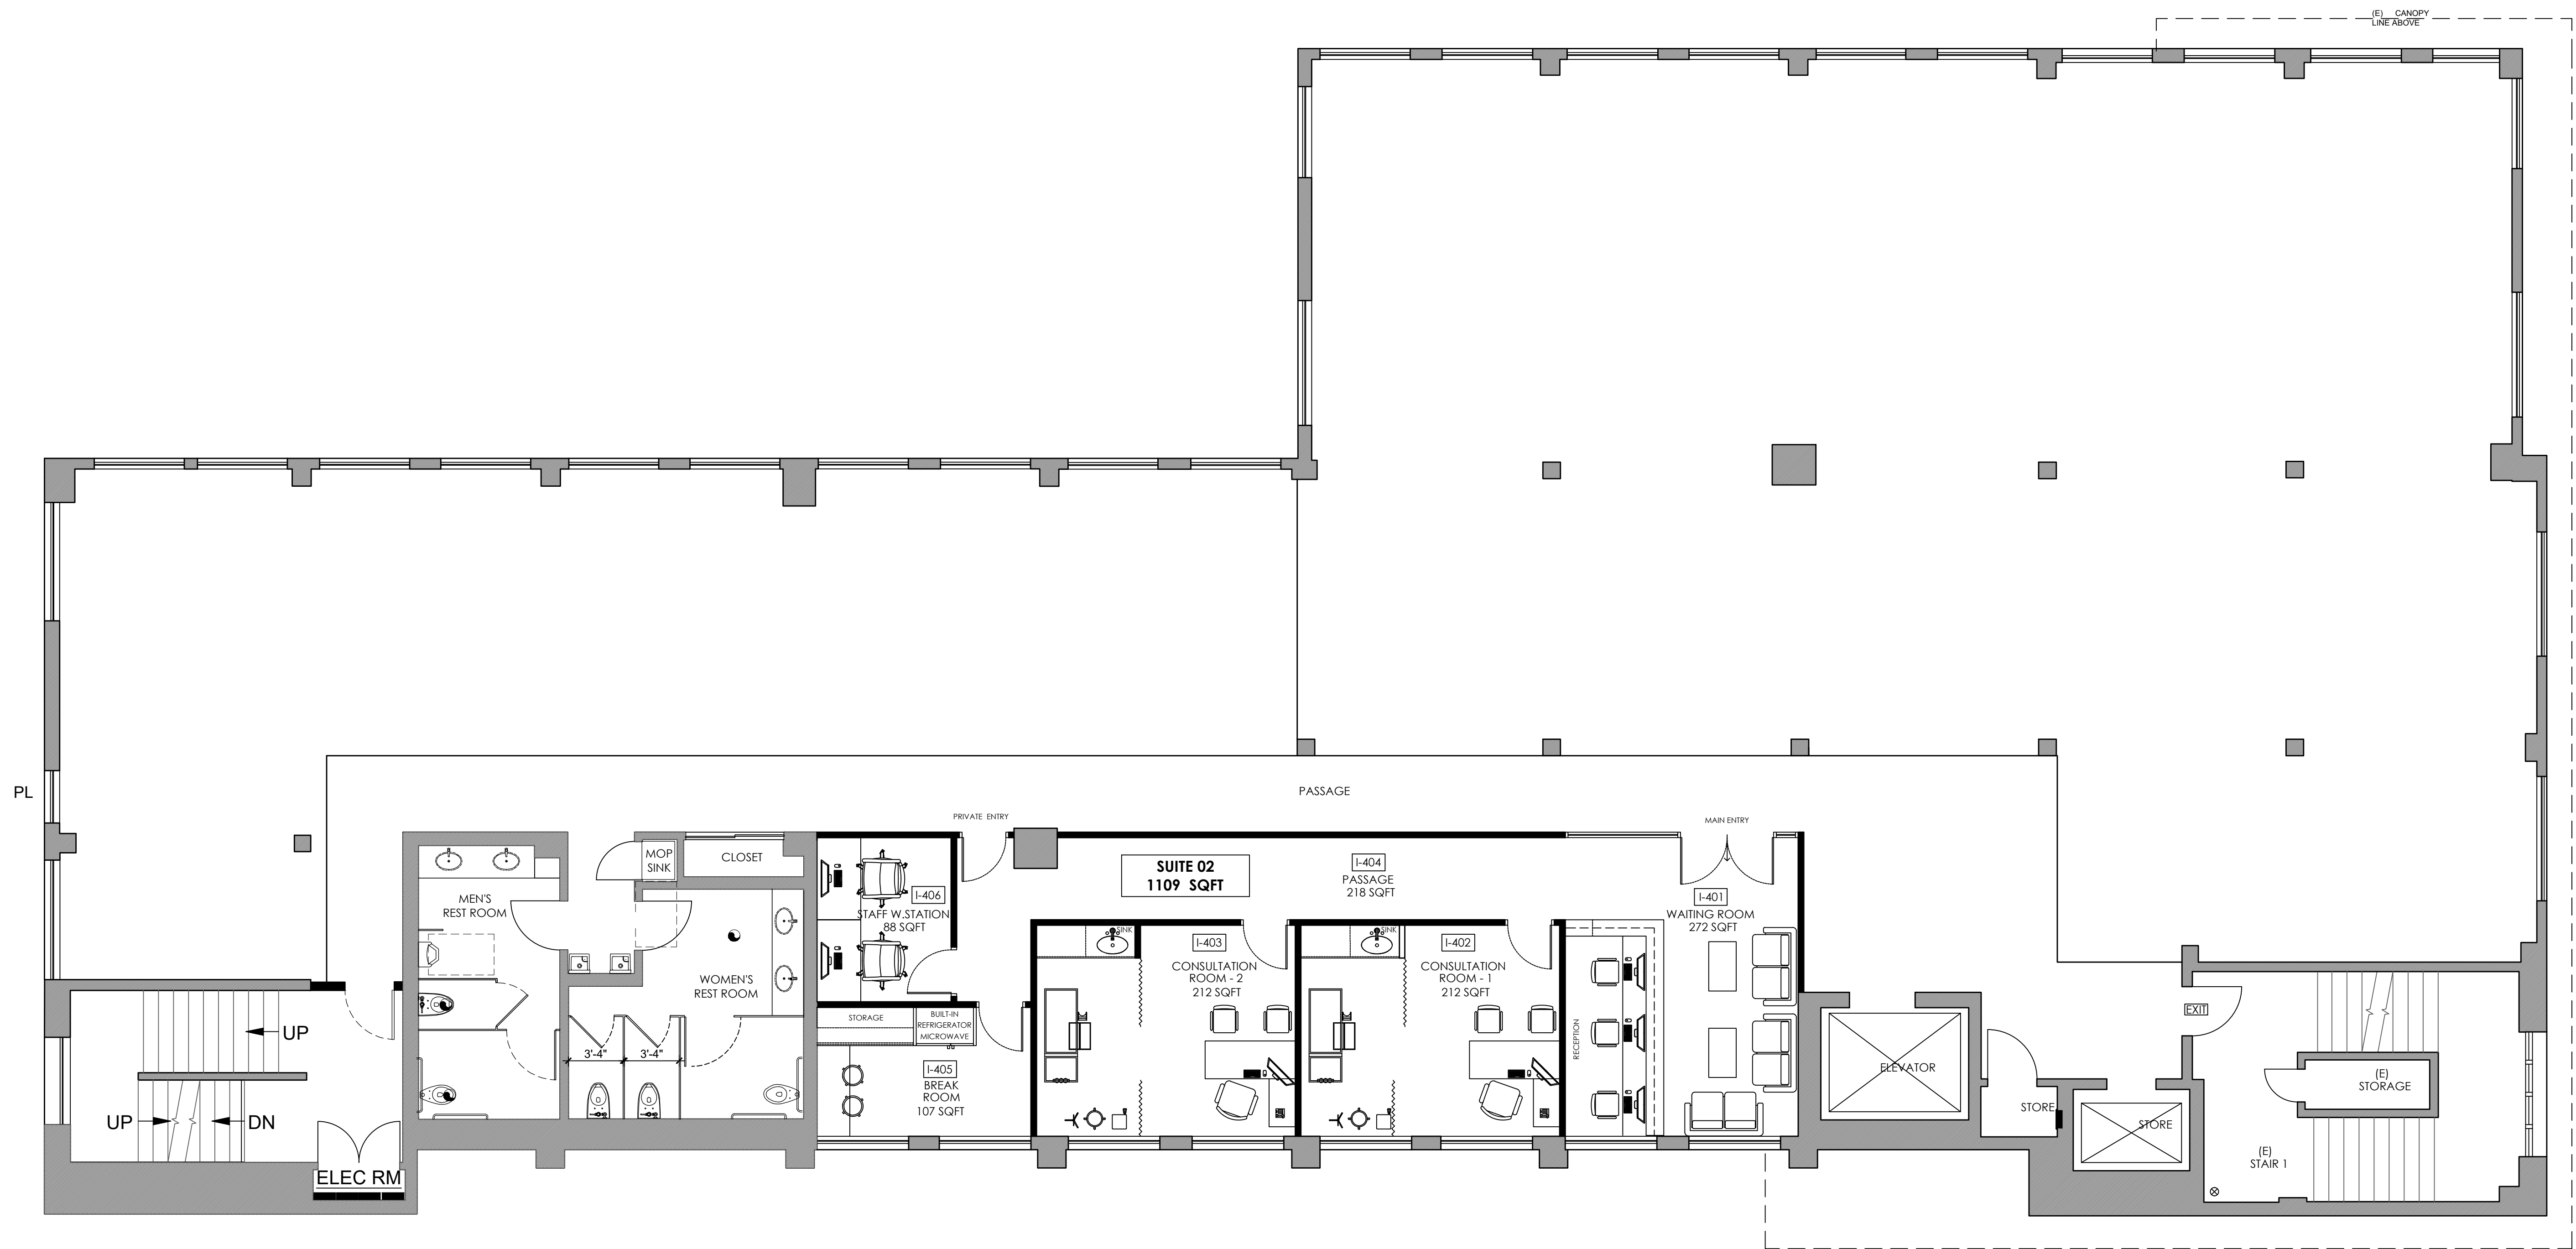 (E) CANOPY
LINE ABOVE
PL
PASSAGE
PRIVATE ENTRY
MAIN ENTRY
MOP
SINK
CLOSET
SUITE 02
1109 SQFT
I-404
PASSAGE
218 SQFT
MEN'S
REST ROOM
I-406
STAFF W.STATION
88 SQFT
I-401
WAITING ROOM
272 SQFT
SINK
SINK
I-403
CONSULTATION
ROOM - 2
212 SQFT
I-402
CONSULTATION
ROOM - 1
212 SQFT
WOMEN'S
REST ROOM
STORAGE
BUILT-IN
REFRIGERATOR
MICROWAVE
EXIT
UP
RECEPTION
3'-4"
3'-4"
I-405
BREAK
ROOM
107 SQFT
ELEVATOR
(E)
STORAGE
STORE
UP
DN
STORE
(E)
STAIR 1
ELEC RM